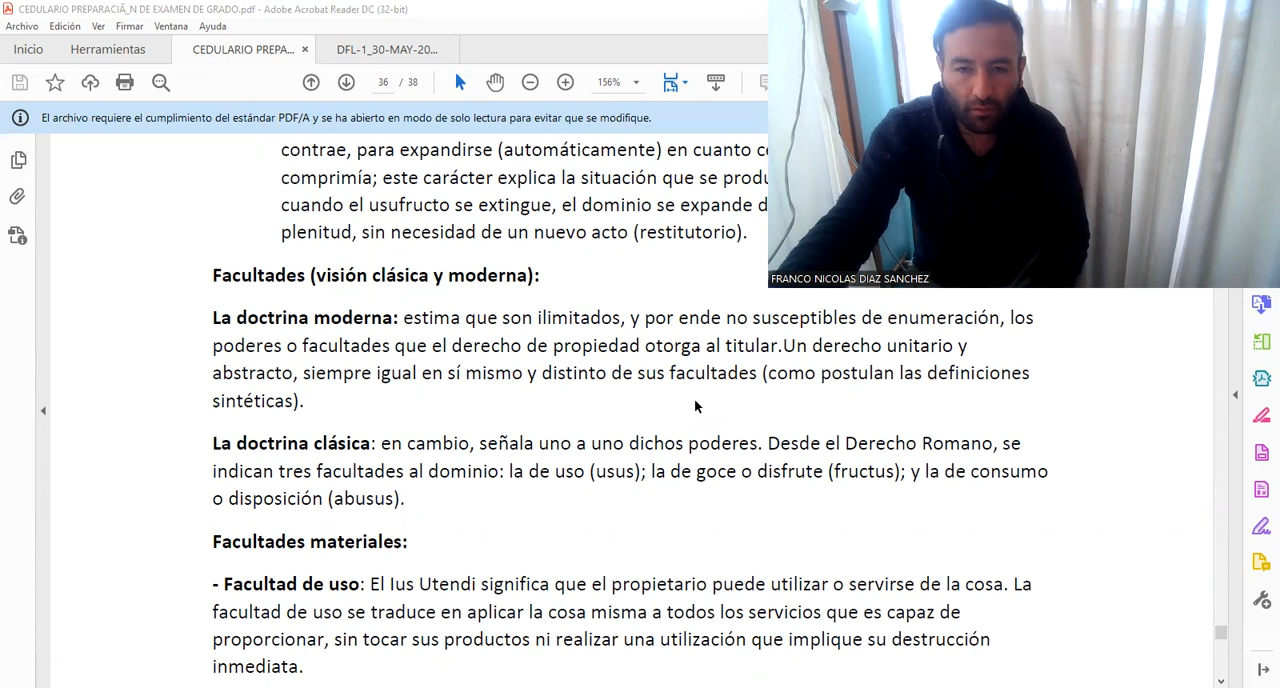 CEDULARIO PREPARACIÃ_N DE EXAMEN DE GRADO.pdf - Adobe Acrobat Reader DC (32-bit)
Archivo Edición Ver Firmar Ventana Ayuda
Inicio Herramientas CEDULARIO PREPA... × DFL-1_30-MAY-20...
36 / 38 156%
El archivo requiere el cumplimiento del estándar PDF/A y se ha abierto en modo de solo lectura para evitar que se modifique.
contrae, para expandirse (automáticamente) en cuanto ce
comprimía; este carácter explica la situación que se produ
cuando el usufructo se extingue, el dominio se expande d
plenitud, sin necesidad de un nuevo acto (restitutorio).
FRANCO NICOLAS DIAZ SANCHEZ
Facultades (visión clásica y moderna):
La doctrina moderna: estima que son ilimitados, y por ende no susceptibles de enumeración, los
poderes o facultades que el derecho de propiedad otorga al titular.Un derecho unitario y
abstracto, siempre igual en sí mismo y distinto de sus facultades (como postulan las definiciones
sintéticas).
La doctrina clásica: en cambio, señala uno a uno dichos poderes. Desde el Derecho Romano, se
indican tres facultades al dominio: la de uso (usus); la de goce o disfrute (fructus); y la de consumo
o disposición (abusus).
Facultades materiales:
- Facultad de uso: El Ius Utendi significa que el propietario puede utilizar o servirse de la cosa. La
facultad de uso se traduce en aplicar la cosa misma a todos los servicios que es capaz de
proporcionar, sin tocar sus productos ni realizar una utilización que implique su destrucción
inmediata.